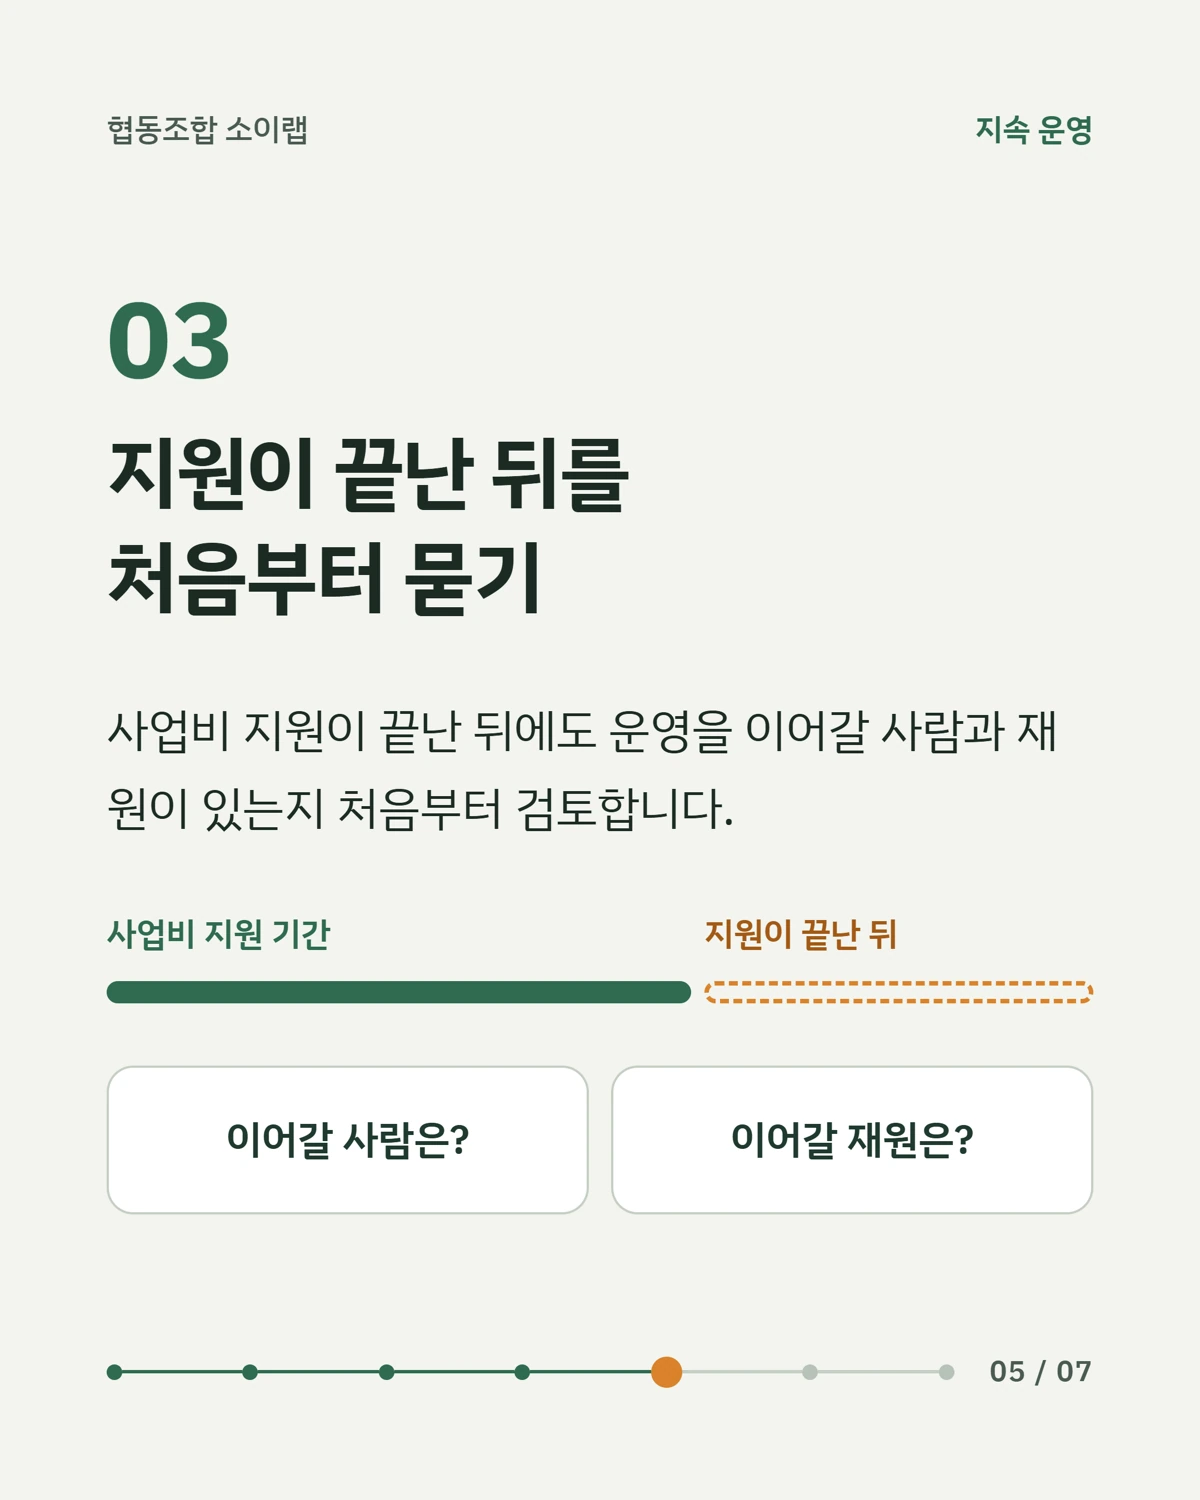 협동조합 소이랩
지속 운영
03
지원이 끝난 뒤를
처음부터 묻기
사업비 지원이 끝난 뒤에도 운영을 이어갈 사람과 재
원이 있는지 처음부터 검토합니다.
사업비 지원 기간
지원이 끝난 뒤
이어갈 사람은?
이어갈 재원은?
05 / 07